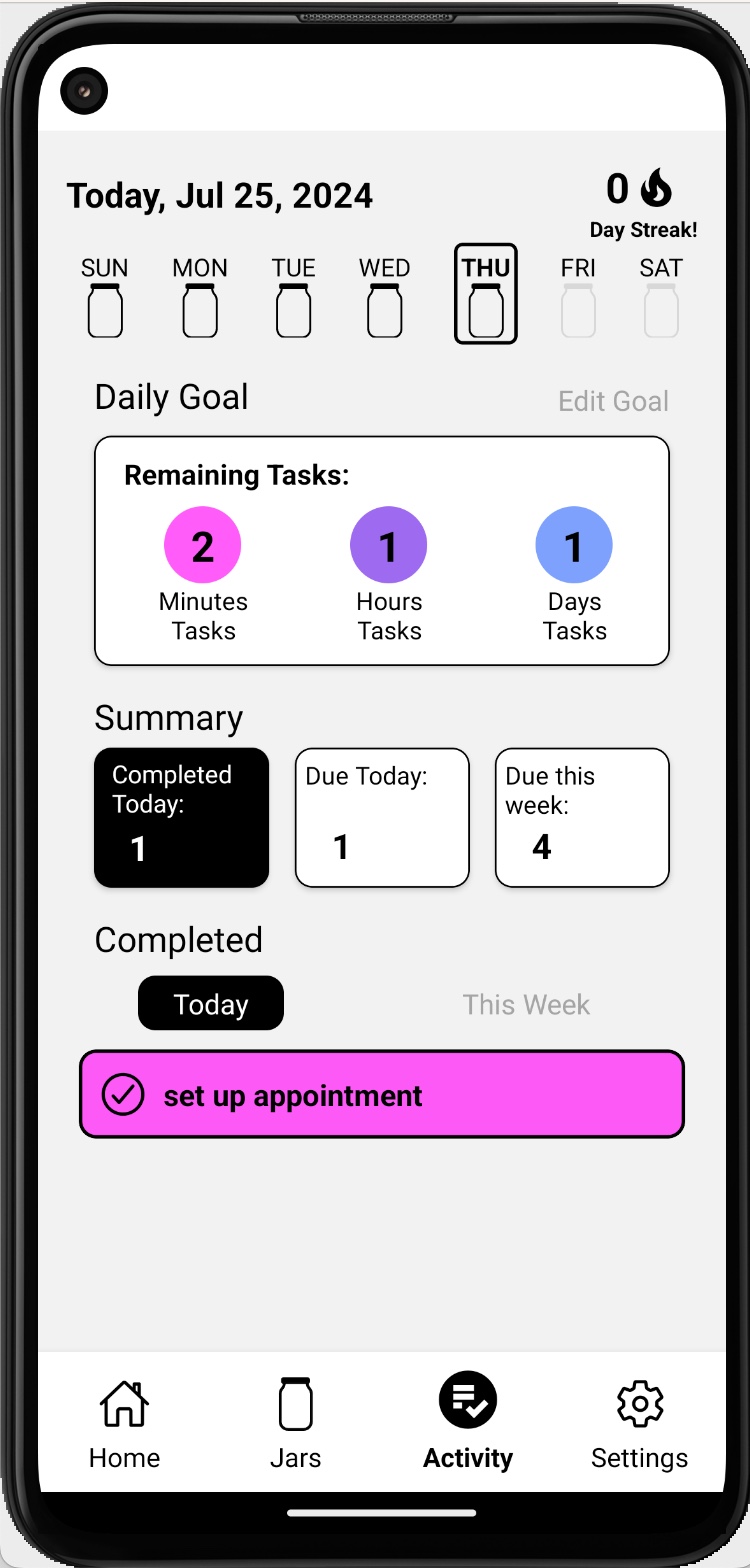 Today, Jul 25, 2024
0
Day Streak!
SUN MON TUE WED THU FRI SAT
Daily Goal
Edit Goal
Remaining Tasks:
2 1 1
Minutes Hours Days
Tasks Tasks Tasks
Summary
Completed
Today:
1
Due Today:
1
Due this
week:
4
Completed
Today This Week
set up appointment
Home Jars Activity Settings